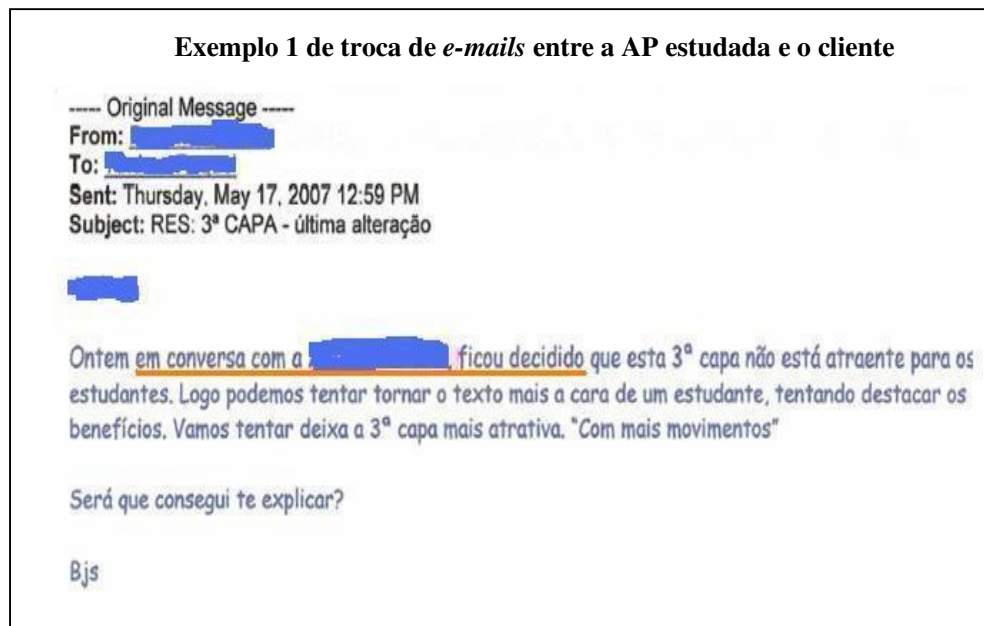 Exemplo 1 de troca de e-mails entre a AP estudada e o cliente
----- Original Message -----
From:
To:
Sent: Thursday, May 17, 2007 12:59 PM
Subject: RES: 3ª CAPA - última alteração
Ontem em conversa com a , ficou decidido que esta 3ª capa não está atraente para os
estudantes. Logo podemos tentar tornar o texto mais a cara de um estudante, tentando destacar os
benefícios. Vamos tentar deixa a 3ª capa mais atrativa. "Com mais movimentos"
Será que consegui te explicar?
Bjs